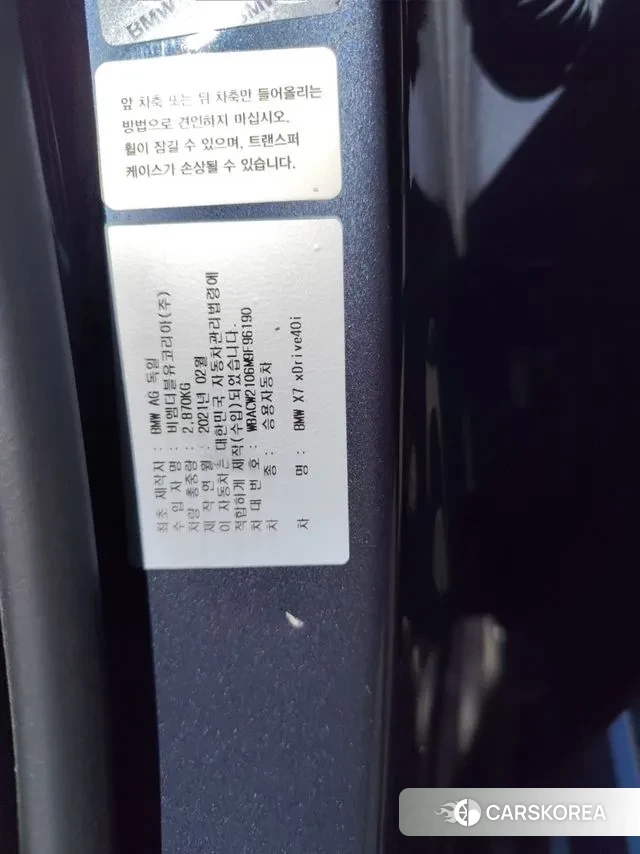 BMW
BMW
앞 차축 또는 뒤 차축만 들어올리는
방법으로 견인하지 마십시오.
휠이 잠길 수 있으며, 트랜스퍼
케이스가 손상될 수 있습니다.
최초 제작자 : BMW AG 독일
수 입 자 명 : 비엠더블유코리아(주)
차량 총중량 : 2,870KG
제 작 연 월 : 2021년 02월
이 자동차는 대한민국 자동차관리법령에
적합하게 제작(수입)되었습니다.
차 대 번 호 : WBACW2106M9F96190
차 종 : 승용자동차
차 명 : BMW X7 xDrive40i
CARSKOREA